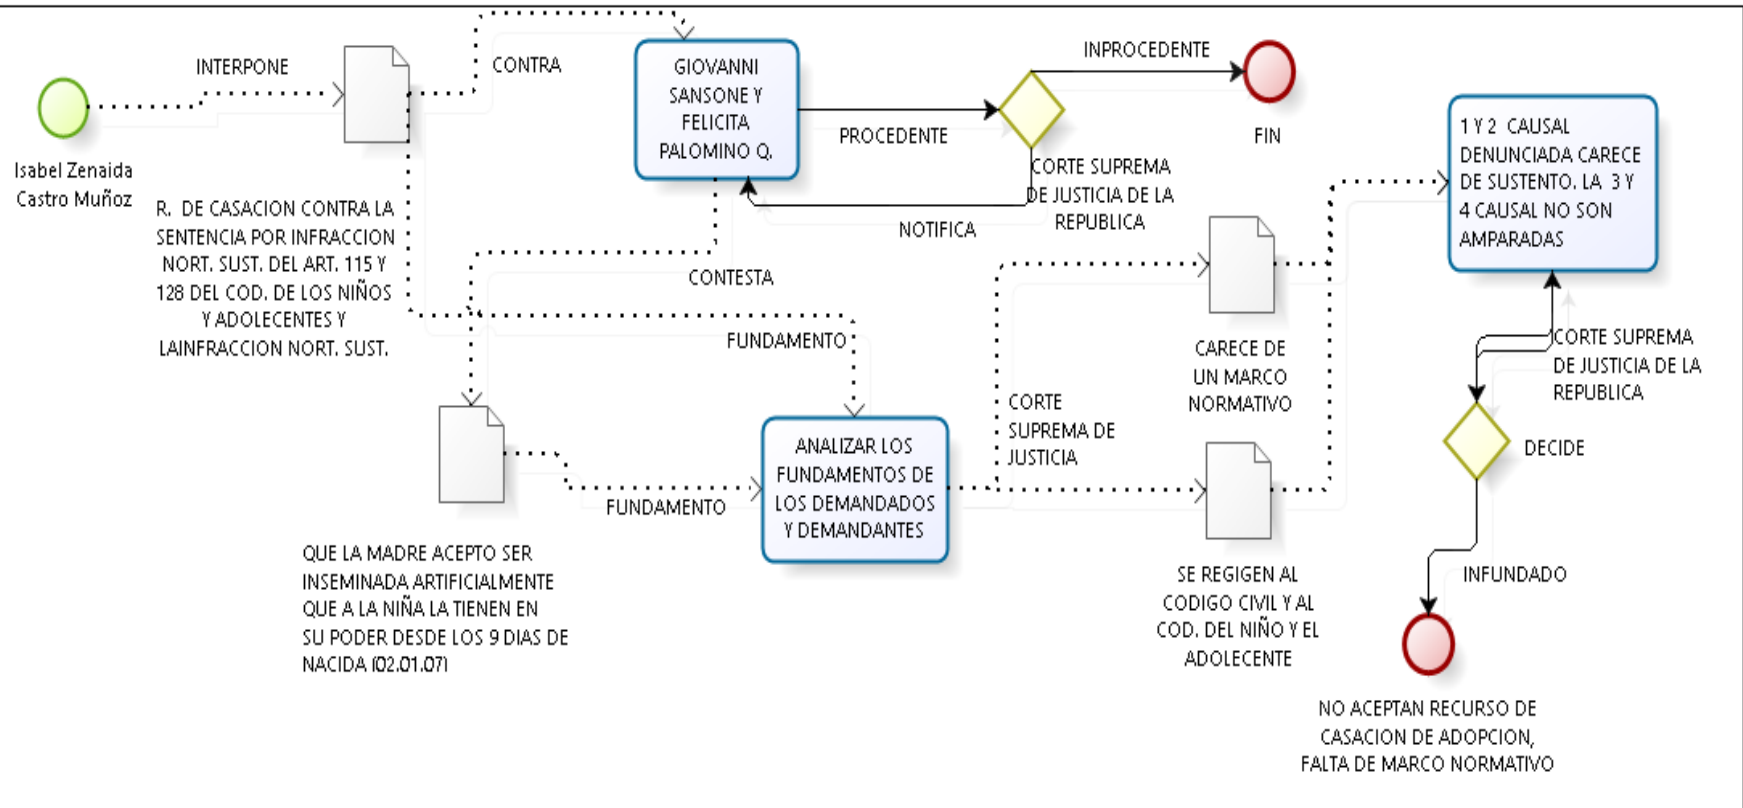 INTERPONE
Isabel Zenaida
Castro Muñoz
R. DE CASACION CONTRA LA
SENTENCIA POR INFRACCION
NORT. SUST. DEL ART. 115 Y
128 DEL COD. DE LOS NIÑOS
Y ADOLECENTES Y
LAINFRACCION NORT. SUST.
CONTRA
GIOVANNI
SANSONE Y
FELICITA
PALOMINO Q.
PROCEDENTE
INPROCEDENTE
FIN
CORTE SUPREMA
DE JUSTICIA DE LA
REPUBLICA
NOTIFICA
CONTESTA
FUNDAMENTO
QUE LA MADRE ACEPTO SER
INSEMINADA ARTIFICIALMENTE
QUE A LA NIÑA LA TIENEN EN
SU PODER DESDE LOS 9 DIAS DE
NACIDA (02.01.07)
FUNDAMENTO
ANALIZAR LOS
FUNDAMENTOS DE
LOS DEMANDADOS
Y DEMANDANTES
CORTE
SUPREMA DE
JUSTICIA
CARECE DE
UN MARCO
NORMATIVO
SE REGIGEN AL
CODIGO CIVIL Y AL
COD. DEL NIÑO Y EL
ADOLECENTE
1 Y 2 CAUSAL
DENUNCIADA CARECE
DE SUSTENTO. LA 3 Y
4 CAUSAL NO SON
AMPARADAS
CORTE SUPREMA
DE JUSTICIA DE LA
REPUBLICA
DECIDE
INFUNDADO
NO ACEPTAN RECURSO DE
CASACION DE ADOPCION,
FALTA DE MARCO NORMATIVO